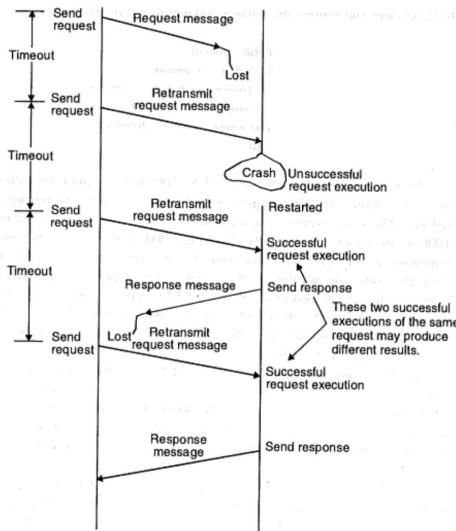 Send
request
Request message
Timeout
Lost
Send
request
Retransmit
request message
Timeout
Crash
Unsuccessful
request execution
Send
request
Retransmit
request message
Restarted
Successful
request execution
Timeout
Response message
Send response
These two successful
executions of the same
request may produce
different results.
Send
request
Lost
Retransmit
request message
Successful
request execution
Response
message
Send response